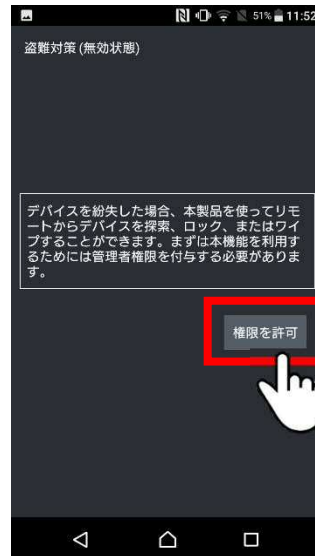 51% 11:52
盗難対策(無効状態)
デバイスを紛失した場合、本製品を使ってリモ
ートからデバイスを探索、ロック、またはワイ
プすることができます。まずは本機能を利用す
るためには管理者権限を付与する必要がありま
す。
権限を許可